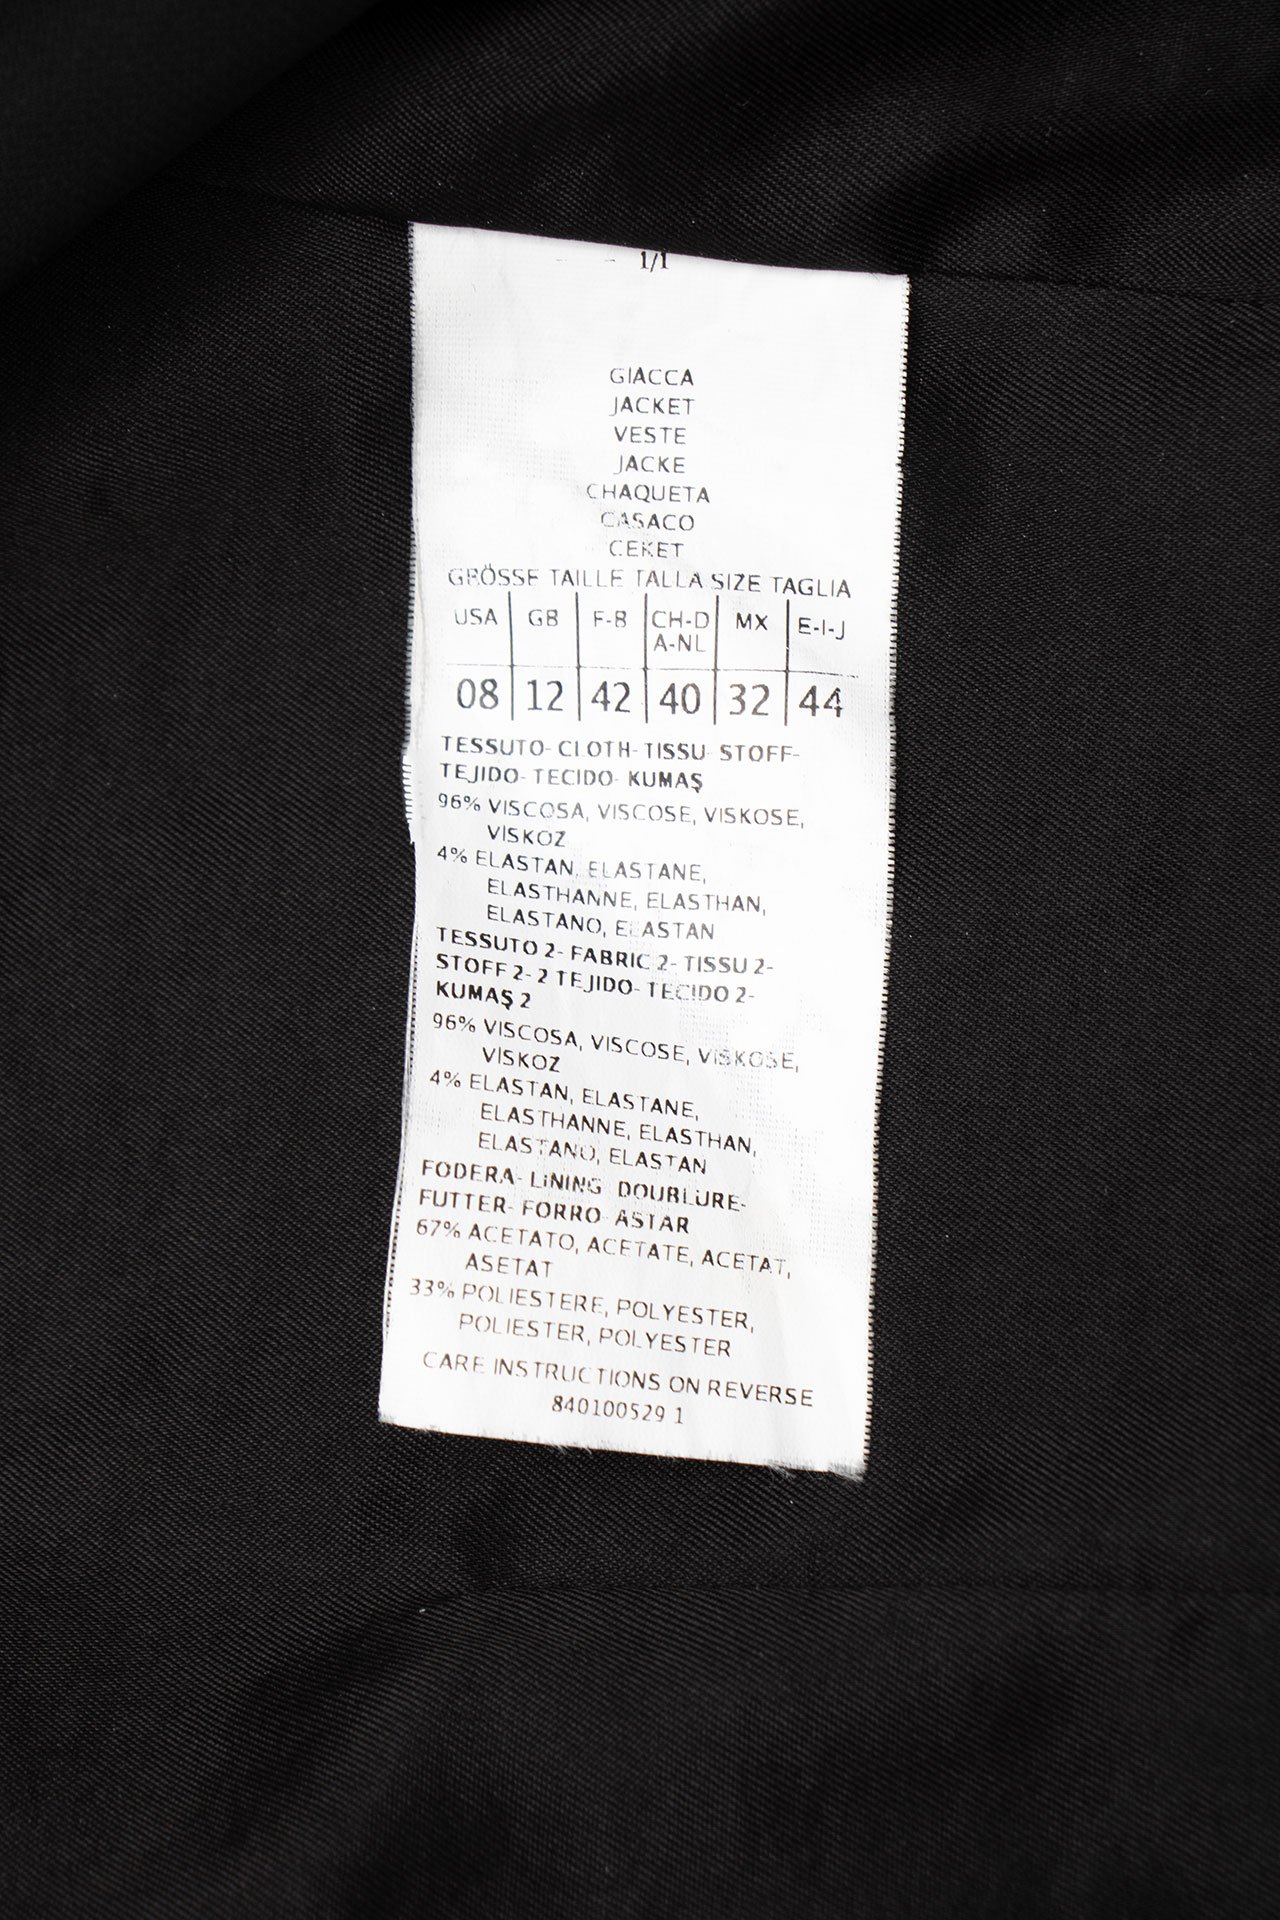 1/1
GIACCA
JACKET
VESTE
JACKE
CHAQUETA
CASACO
CEKET
GRÖSSE TAILLE TALLA SIZE TAGLIA
USA GB F-B CH-D MX E-I-J
A-NL
08 12 42 40 32 44
TESSUTO- CLOTH- TISSU- STOFF-
TEJIDO- TECIDO- KUMAŞ
96% VISCOSA, VISCOSE, VISKOSE,
VİSKOZ
4% ELASTAN, ELASTANE,
ELASTHANNE, ELASTHAN,
ELASTANO, ELASTAN
TESSUTO 2- FABRIC 2- TISSU 2-
STOFF 2- 2 TEJIDO- TECIDO 2-
KUMAŞ 2
96% VISCOSA, VISCOSE, VISKOSE,
VİSKOZ
4% ELASTAN, ELASTANE,
ELASTHANNE, ELASTHAN,
ELASTANO, ELASTAN
FODERA- LINING- DOUBLURE-
FUTTER- FORRO- ASTAR
67% ACETATO, ACETATE, ACETAT,
ASETAT
33% POLIESTERE, POLYESTER,
POLIESTER, POLYESTER
CARE INSTRUCTIONS ON REVERSE
840100529 1